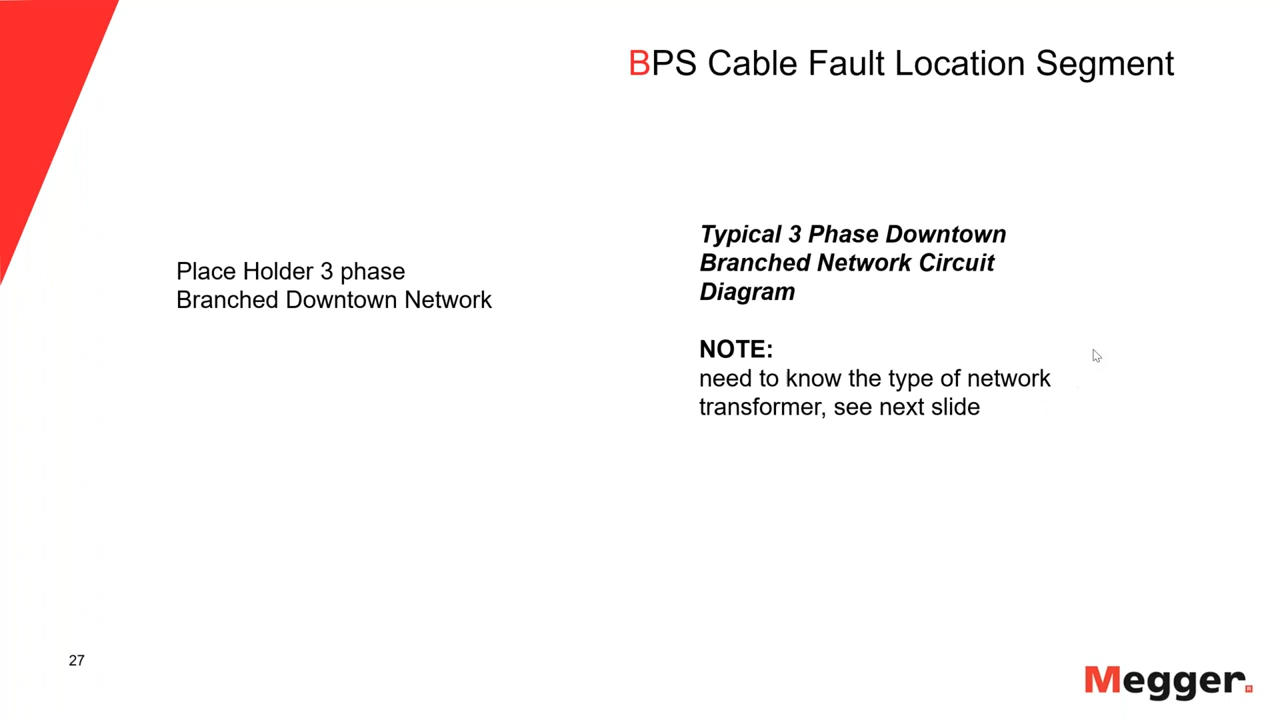 BPS Cable Fault Location Segment
Place Holder 3 phase
Branched Downtown Network
Typical 3 Phase Downtown
Branched Network Circuit
Diagram
NOTE:
need to know the type of network
transformer, see next slide
27
Megger